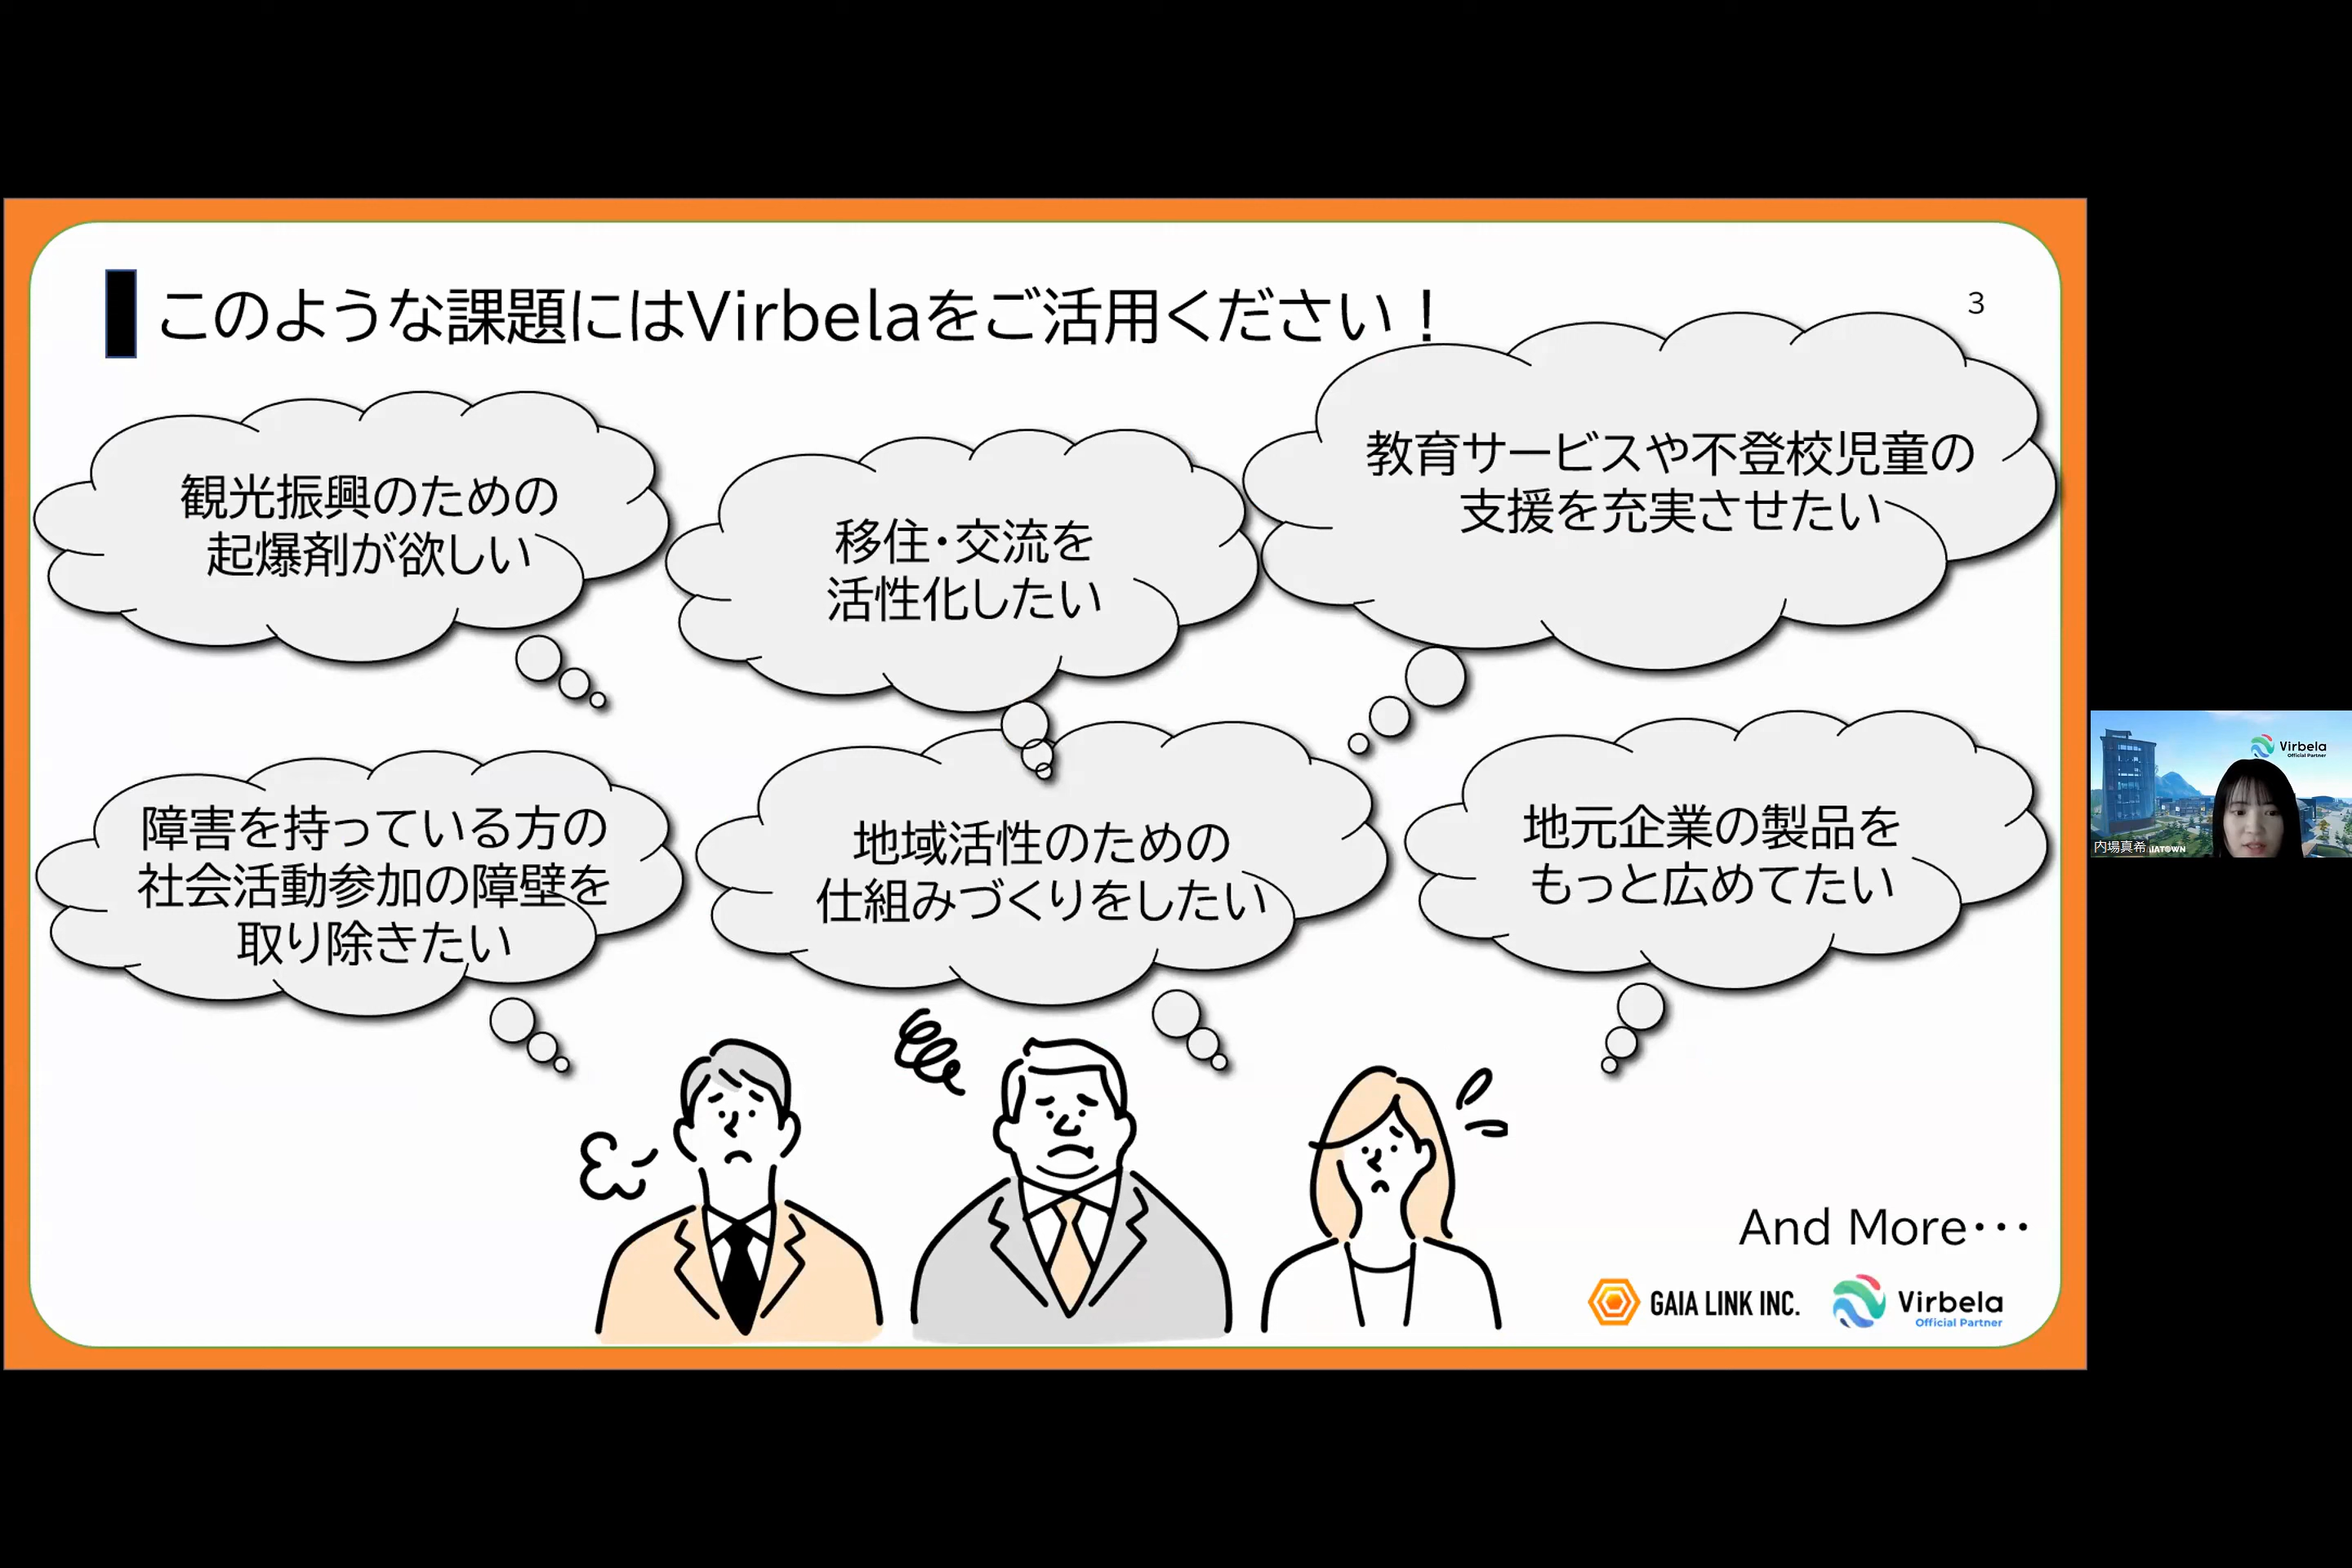 このような課題にはVirbelaをご活用ください！
3
観光振興のための
起爆剤が欲しい
移住・交流を
活性化したい
教育サービスや不登校児童の
支援を充実させたい
障害を持っている方の
社会活動参加の障壁を
取り除きたい
地域活性のための
仕組みづくりをしたい
地元企業の製品を
もっと広めてたい
And More・・・
GAIA LINK INC.
Virbela
Official Partner
Virbela
Official Partner
内場真希